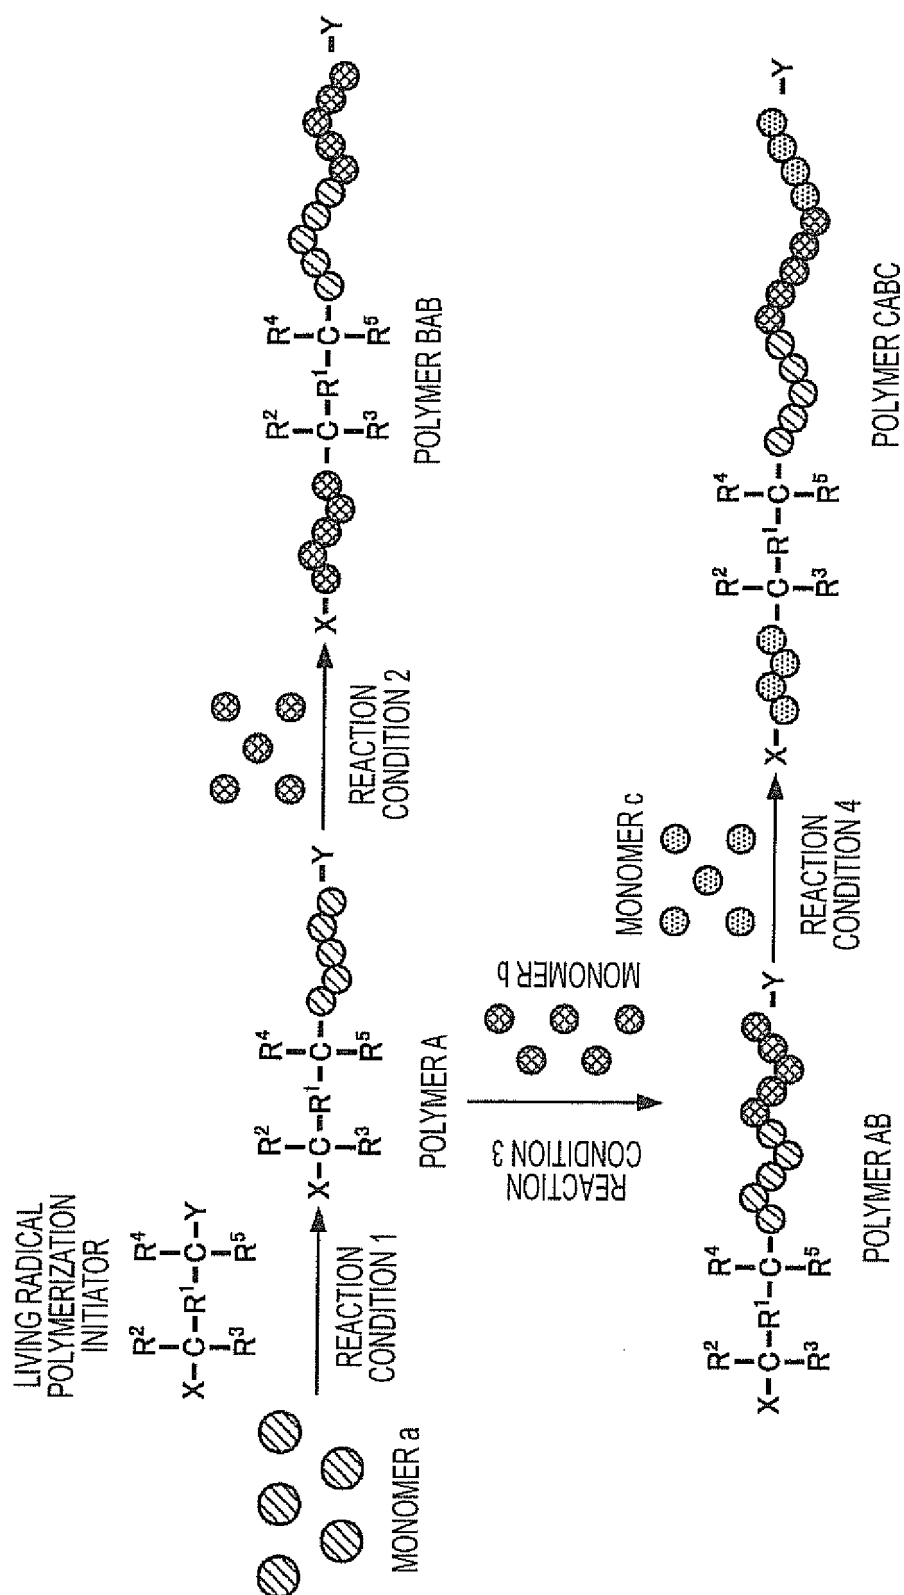 LIVING RADICAL
POLYMERIZATION
INITIATOR
R² R⁴
X–C–R¹–C–Y
R³ R⁵
MONOMER a
REACTION
CONDITION 1
R² R⁴
X–C–R¹–C– –Y
R³ R⁵
POLYMER A
REACTION
CONDITION 2
R² R⁴
X– –C–R¹–C– –Y
R³ R⁵
POLYMER BAB
REACTION
CONDITION 3
MONOMER b
R² R⁴
X–C–R¹–C– –Y
R³ R⁵
POLYMER AB
MONOMER c
REACTION
CONDITION 4
R² R⁴
X– –C–R¹–C– –Y
R³ R⁵
POLYMER CABC